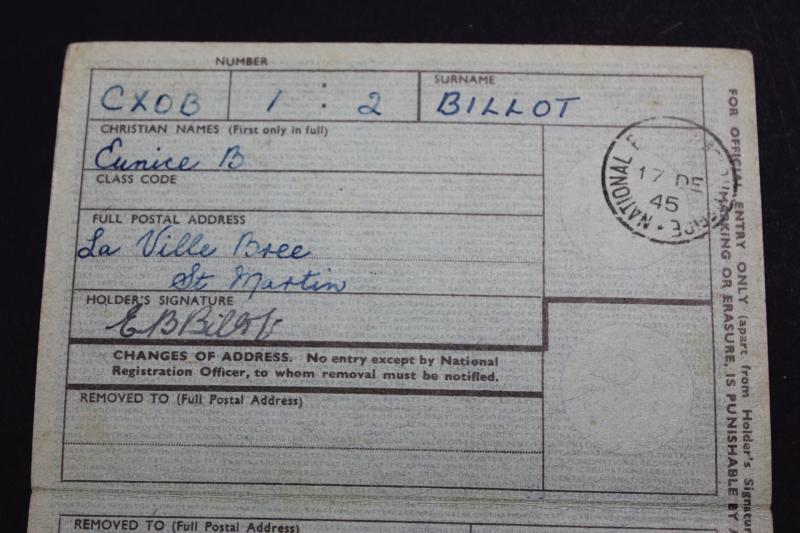 NUMBER
CXOB 1 : 2
SURNAME
BILLOT
CHRISTIAN NAMES (First only in full)
Eunice B
CLASS CODE
FULL POSTAL ADDRESS
La Ville Bree
St Martin
HOLDER'S SIGNATURE
E B Billot
CHANGES OF ADDRESS. No entry except by National
Registration Officer, to whom removal must be notified.
REMOVED TO (Full Postal Address)
REMOVED TO (Full Postal Address)
NATIONAL
17 DE
45
FOR OFFICIAL ENTRY ONLY (apart from Holder's Signature
MARKING OR ERASURE, IS PUNISHABLE BY